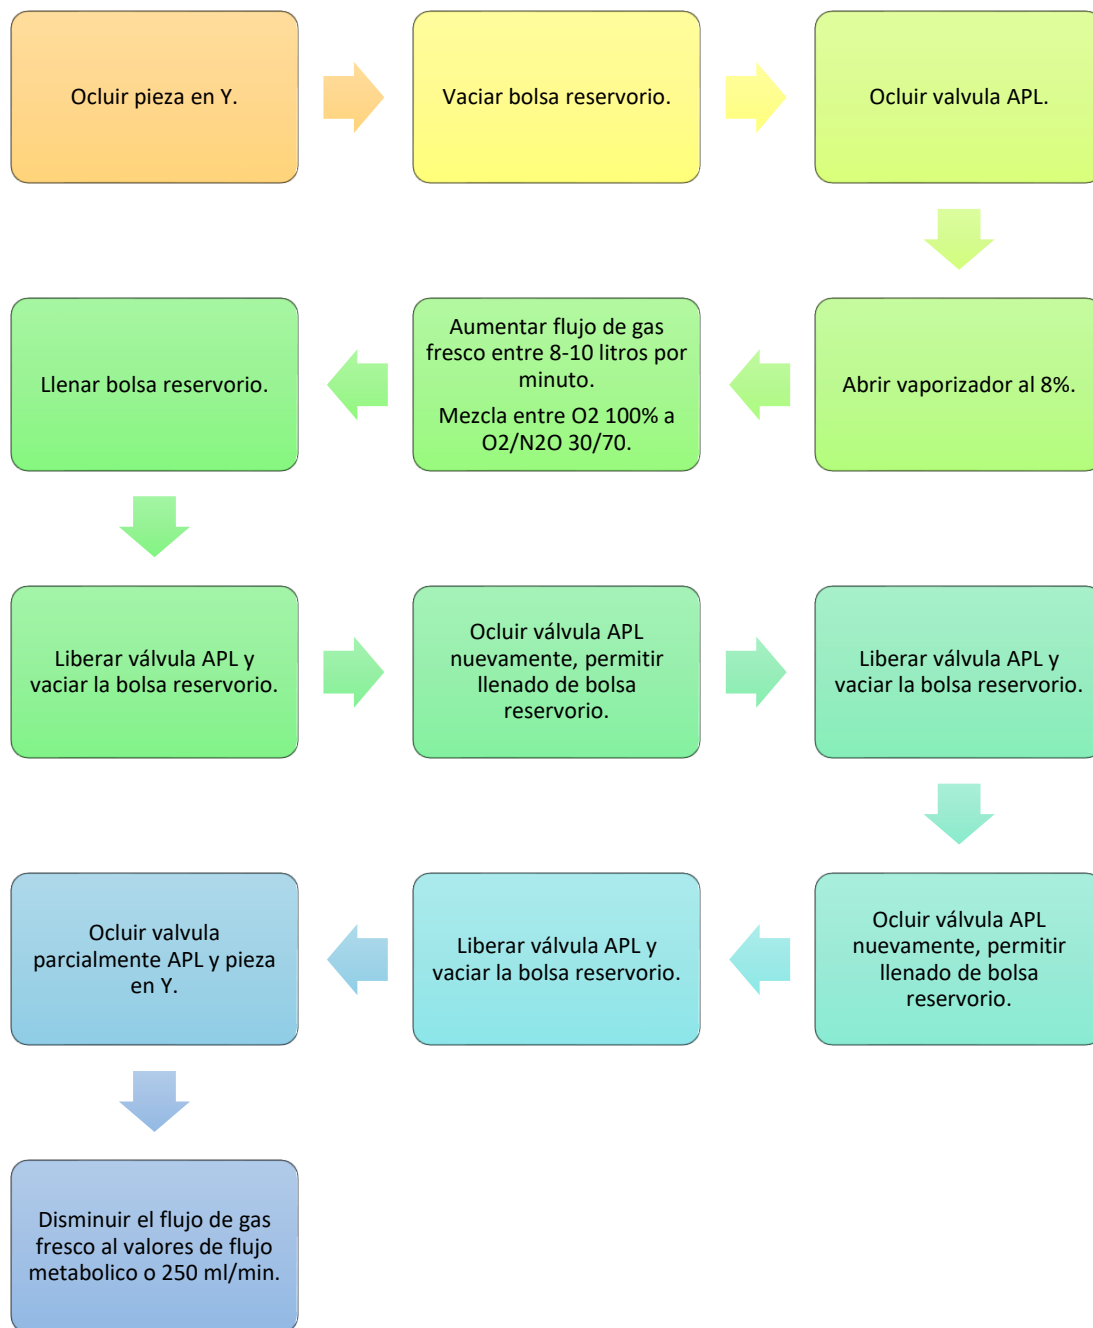 Ocluir pieza en Y.
Vaciar bolsa reservorio.
Ocluir valvula APL.
Abrir vaporizador al 8%.
Aumentar flujo de gas
fresco entre 8-10 litros por
minuto.
Mezcla entre O2 100% a
O2/N2O 30/70.
Llenar bolsa reservorio.
Liberar válvula APL y
vaciar la bolsa reservorio.
Ocluir válvula APL
nuevamente, permitir
llenado de bolsa
reservorio.
Liberar válvula APL y
vaciar la bolsa reservorio.
Ocluir válvula APL
nuevamente, permitir
llenado de bolsa
reservorio.
Liberar válvula APL y
vaciar la bolsa reservorio.
Ocluir valvula
parcialmente APL y pieza
en Y.
Disminuir el flujo de gas
fresco al valores de flujo
metabolico o 250 ml/min.